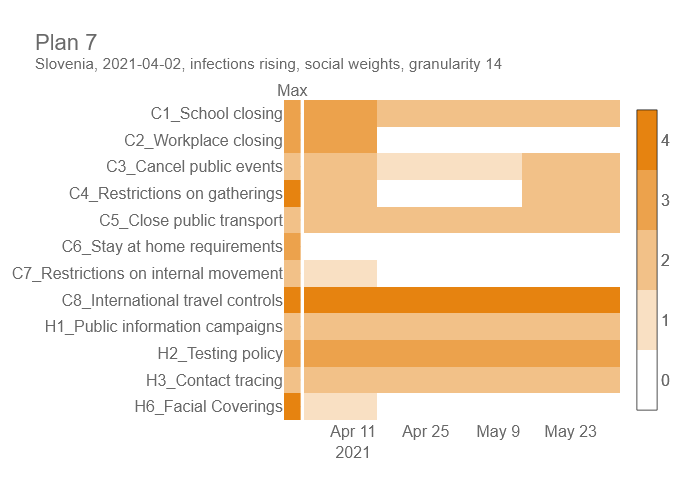 Plan 7
Slovenia, 2021-04-02, infections rising, social weights, granularity 14
Max
C1_School closing
C2_Workplace closing
C3_Cancel public events
C4_Restrictions on gatherings
C5_Close public transport
C6_Stay at home requirements
C7_Restrictions on internal movement
C8_International travel controls
H1_Public information campaigns
H2_Testing policy
H3_Contact tracing
H6_Facial Coverings
Apr 11 Apr 25 May 9 May 23
2021
4
3
2
1
0